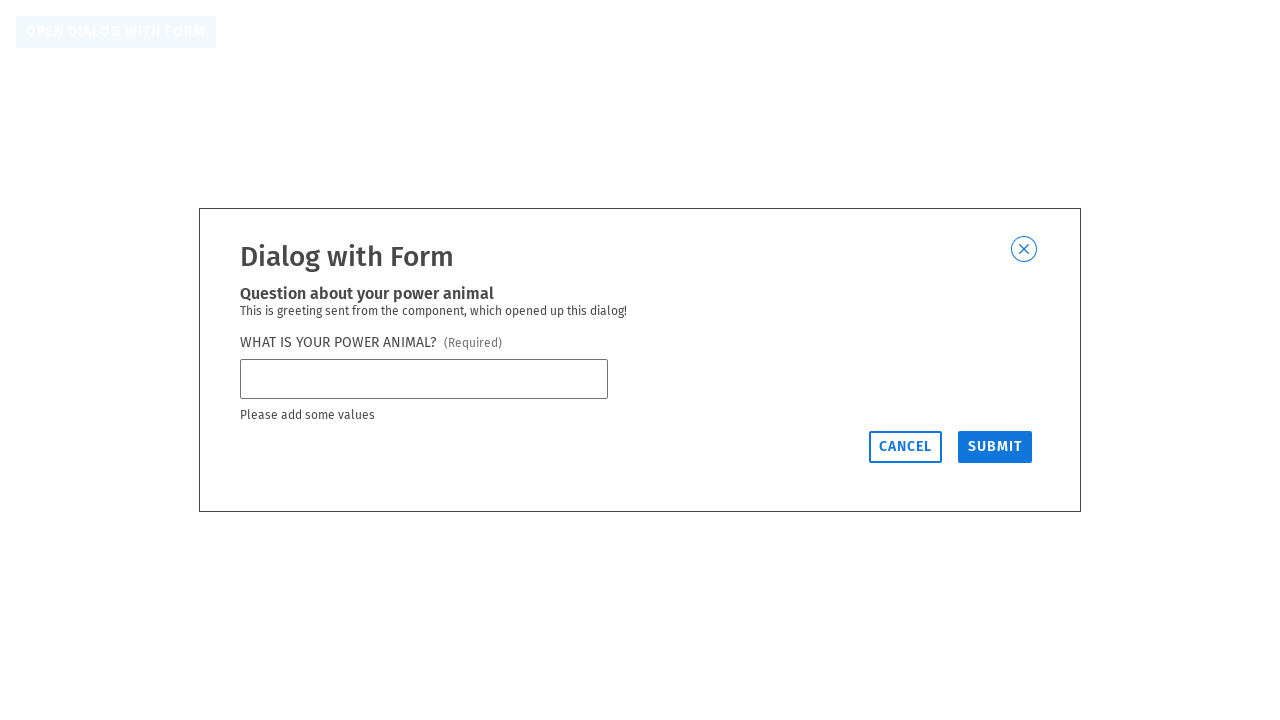 OPEN DIALOG WITH FORM
Dialog with Form
Question about your power animal
This is greeting sent from the component, which opened up this dialog!
WHAT IS YOUR POWER ANIMAL? (Required)
Please add some values
CANCEL SUBMIT